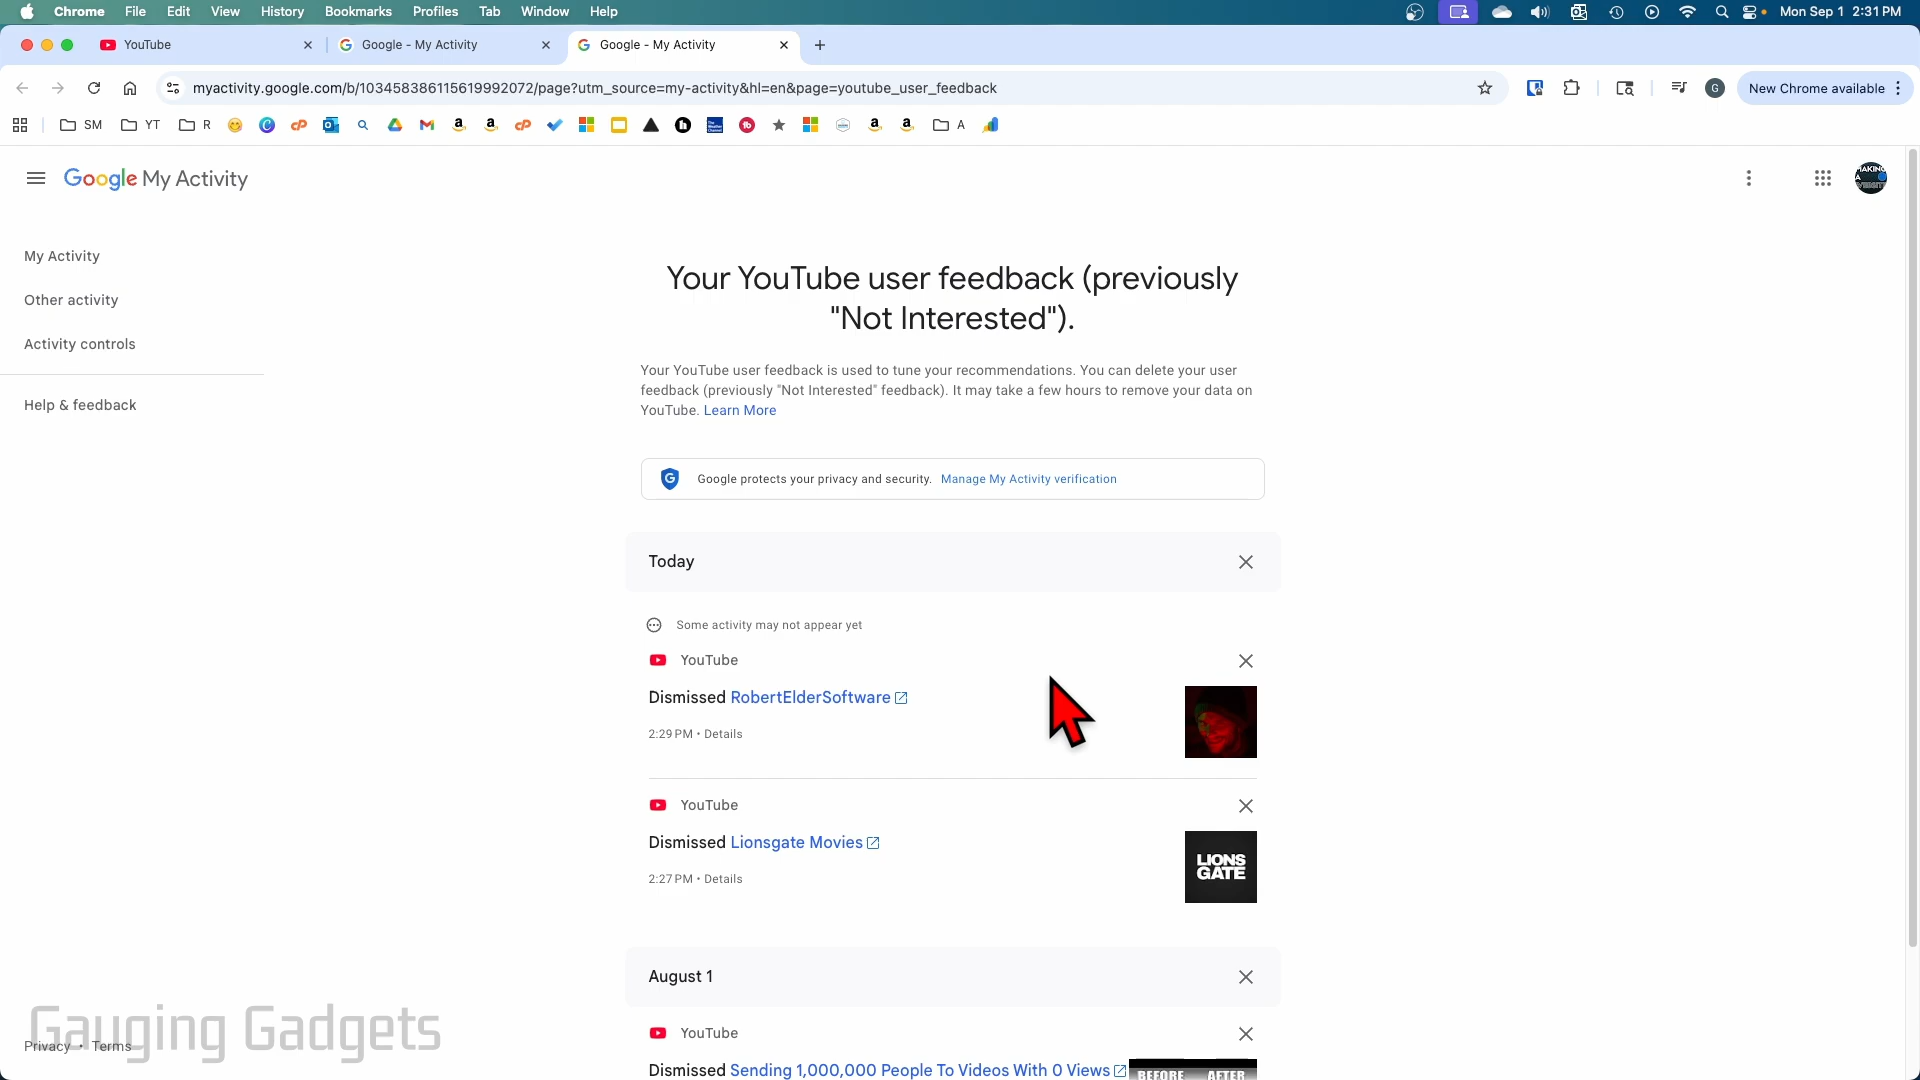 Chrome File Edit View History Bookmarks Profiles Tab Window Help Mon Sep 1 2:31 PM
YouTube Google - My Activity Google - My Activity
myactivity.google.com/b/103458386115619992072/page?utm_source=my-activity&hl=en&page=youtube_user_feedback G New Chrome available
SM YT R A
Google My Activity
My Activity
Other activity
Activity controls
Help & feedback
Your YouTube user feedback (previously
"Not Interested").
Your YouTube user feedback is used to tune your recommendations. You can delete your user
feedback (previously "Not Interested" feedback). It may take a few hours to remove your data on
YouTube. Learn More
Google protects your privacy and security. Manage My Activity verification
Today
Some activity may not appear yet
YouTube
Dismissed RobertElderSoftware
2:29 PM • Details
YouTube
Dismissed Lionsgate Movies
2:27 PM • Details
LIONS
GATE
August 1
YouTube
Dismissed Sending 1,000,000 People To Videos With 0 Views
BEFORE AFTER
Gauging Gadgets
Privacy • Terms